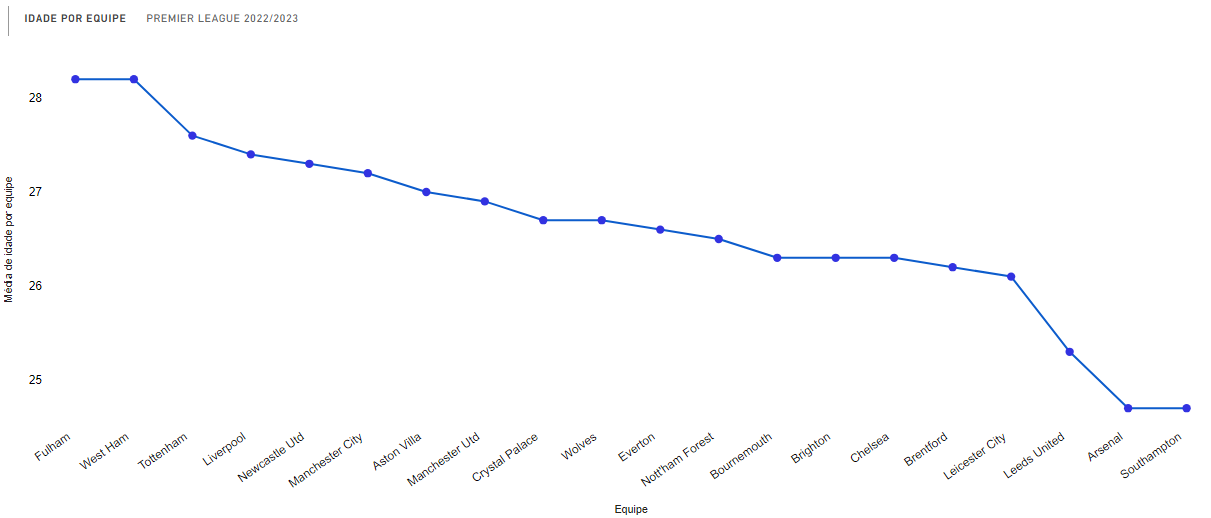 IDADE POR EQUIPE PREMIER LEAGUE 2022/2023
28
27
26
25
Média de idade por equipe
Fulham
West Ham
Tottenham
Liverpool
Newcastle Utd
Manchester City
Aston Villa
Manchester Utd
Crystal Palace
Wolves
Everton
Nott'ham Forest
Bournemouth
Brighton
Chelsea
Brentford
Leicester City
Leeds United
Arsenal
Southampton
Equipe